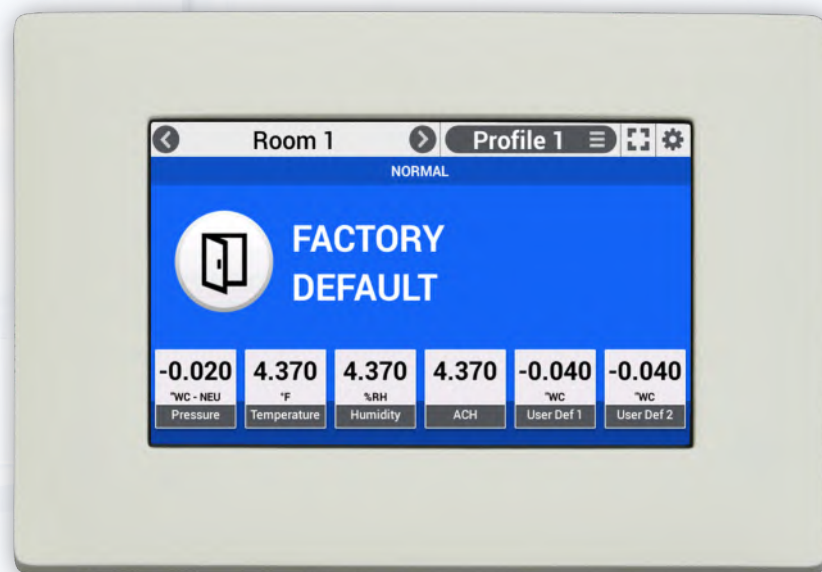 Room 1
Profile 1
NORMAL
FACTORY
DEFAULT
-0.020 4.370 4.370 4.370 -0.040 -0.040
"WC - NEU °F %RH "WC "WC
Pressure Temperature Humidity ACH User Def 1 User Def 2